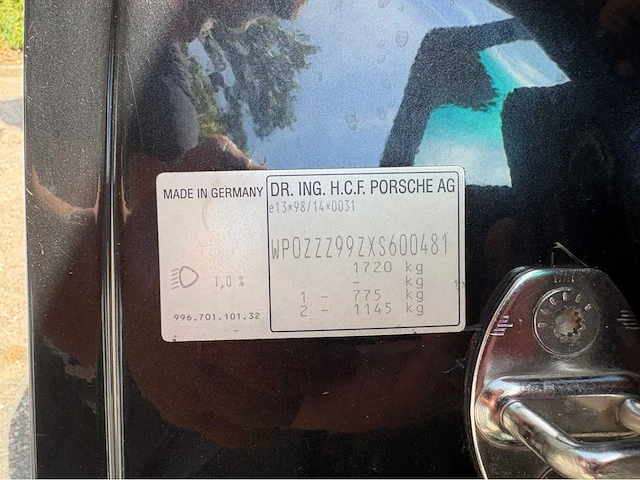 MADE IN GERMANY
1,0 %
996.701.101.32
DR. ING. H.C.F. PORSCHE AG
e13*98/14*0031
WP0ZZZ99ZXS600481
1720 kg
- kg
1 - 775 kg
2 - 1145 kg